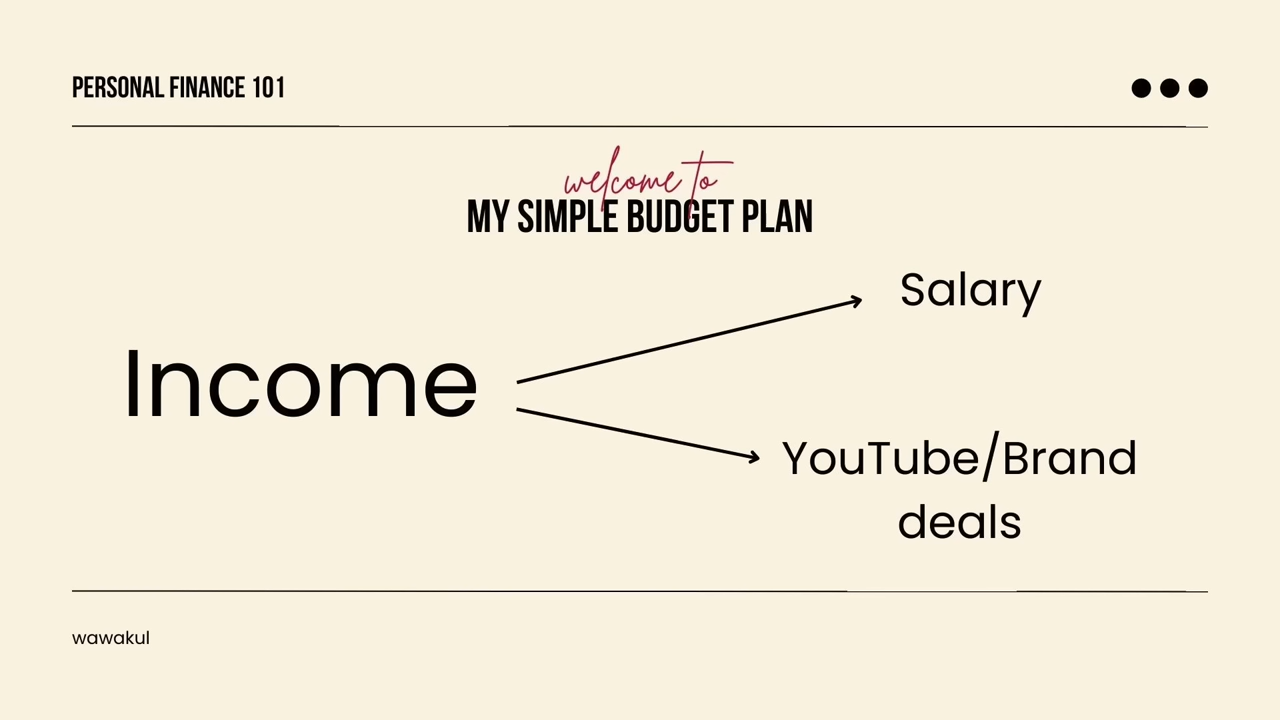 PERSONAL FINANCE 101
welcome to
MY SIMPLE BUDGET PLAN
Salary
Income
YouTube/Brand
deals
wawakul